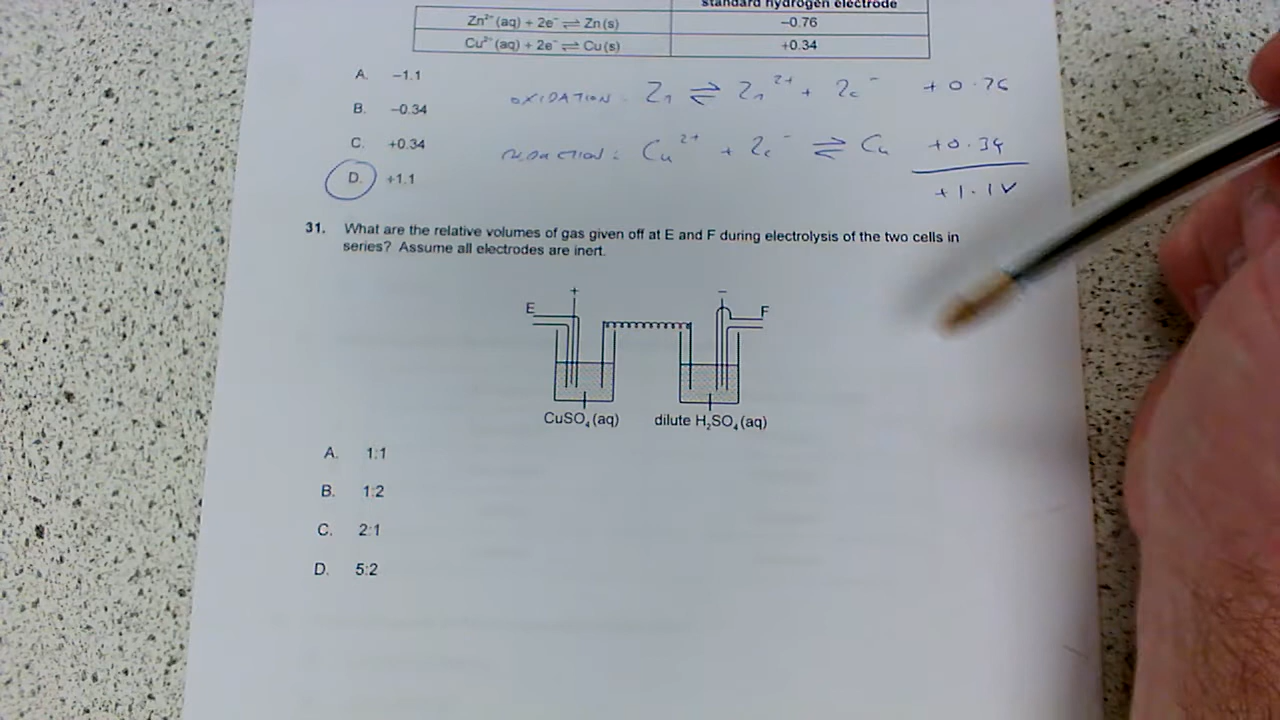 standard hydrogen electrode
Zn²⁺(aq) + 2e⁻ ⇌ Zn(s) −0.76
Cu²⁺(aq) + 2e⁻ ⇌ Cu(s) +0.34
A. −1.1
OXIDATION: Zn ⇌ Zn²⁺ + 2e⁻ +0.76
B. −0.34
C. +0.34
REDUCTION: Cu²⁺ + 2e⁻ ⇌ Cu +0.34
D. +1.1
+1.1V
31. What are the relative volumes of gas given off at E and F during electrolysis of the two cells in
series? Assume all electrodes are inert.
+ −
E F
CuSO₄(aq) dilute H₂SO₄(aq)
A. 1:1
B. 1:2
C. 2:1
D. 5:2